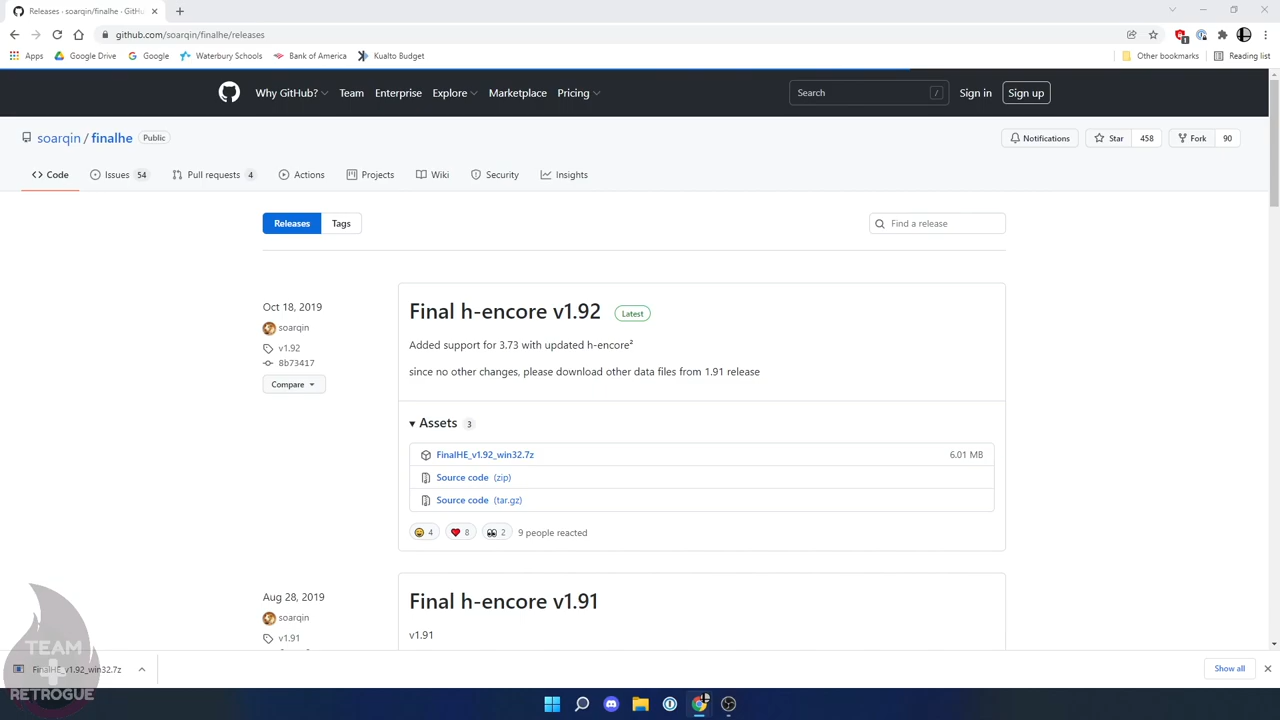 Releases · soarqin/finalhe · GitHu
github.com/soarqin/finalhe/releases
1
Apps
Google Drive
Google
Waterbury Schools
Bank of America
Kualto Budget
Other bookmarks
Reading list
Why GitHub?
Team
Enterprise
Explore
Marketplace
Pricing
Search
/
Sign in
Sign up
soarqin / finalhe
Public
Notifications
Star
458
Fork
90
Code
Issues 54
Pull requests 4
Actions
Projects
Wiki
Security
Insights
Releases
Tags
Find a release
Oct 18, 2019
soarqin
v1.92
8b73417
Compare
Final h-encore v1.92
Latest
Added support for 3.73 with updated h-encore²
since no other changes, please download other data files from 1.91 release
Assets 3
FinalHE_v1.92_win32.7z
6.01 MB
Source code (zip)
Source code (tar.gz)
4
8
2
9 people reacted
Aug 28, 2019
soarqin
v1.91
Final h-encore v1.91
v1.91
FinalHE_v1.92_win32.7z
Show all
TEAM
RETROGUE